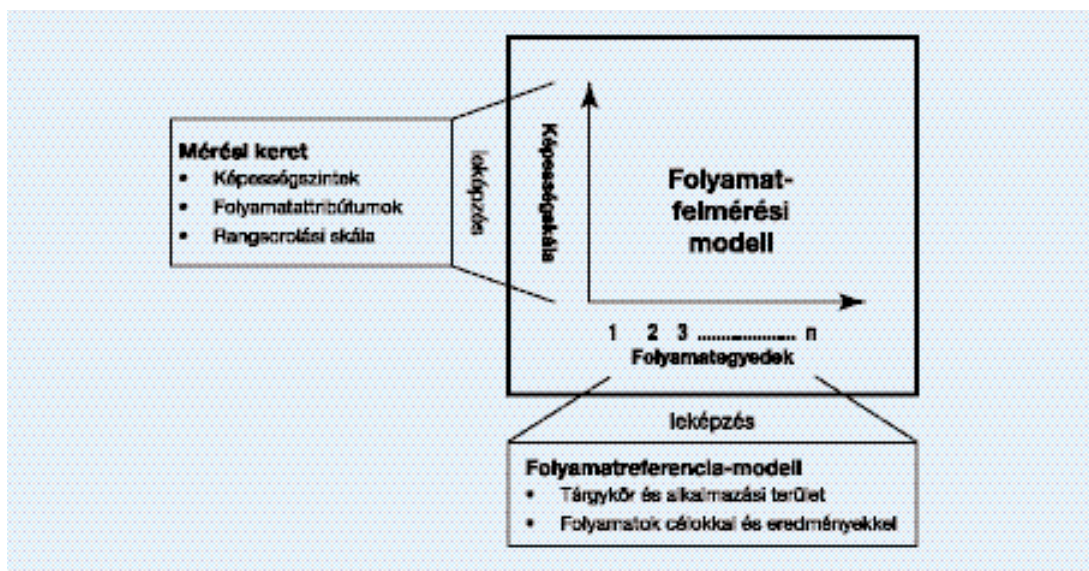 Mérési keret
• Képességszintek
• Folyamatattribútumok
• Rangsorolási skála
leképzés
Képességskála
Folyamat-
felmérési
modell
1 2 3 ..................... n
Folyamategyedek
leképzés
Folyamatreferencia-modell
• Tárgykör és alkalmazási terület
• Folyamatok célokkal és eredményekkel